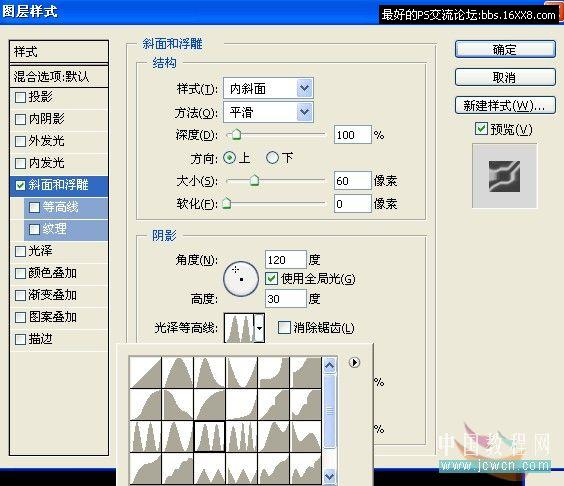 图层样式
最好的PS交流论坛:bbs.16XX8.com
样式
混合选项:默认
投影
内阴影
外发光
内发光
斜面和浮雕
等高线
纹理
光泽
颜色叠加
渐变叠加
图案叠加
描边
斜面和浮雕
结构
样式(T): 内斜面
方法(Q): 平滑
深度(D): 100 %
方向: 上 下
大小(S): 60 像素
软化(F): 0 像素
阴影
角度(N): 120 度
使用全局光(G)
高度: 30 度
光泽等高线: 消除锯齿(L)
%
%
确定
取消
新建样式(W)...
预览(V)
中国教程网
www.jcwcn.com